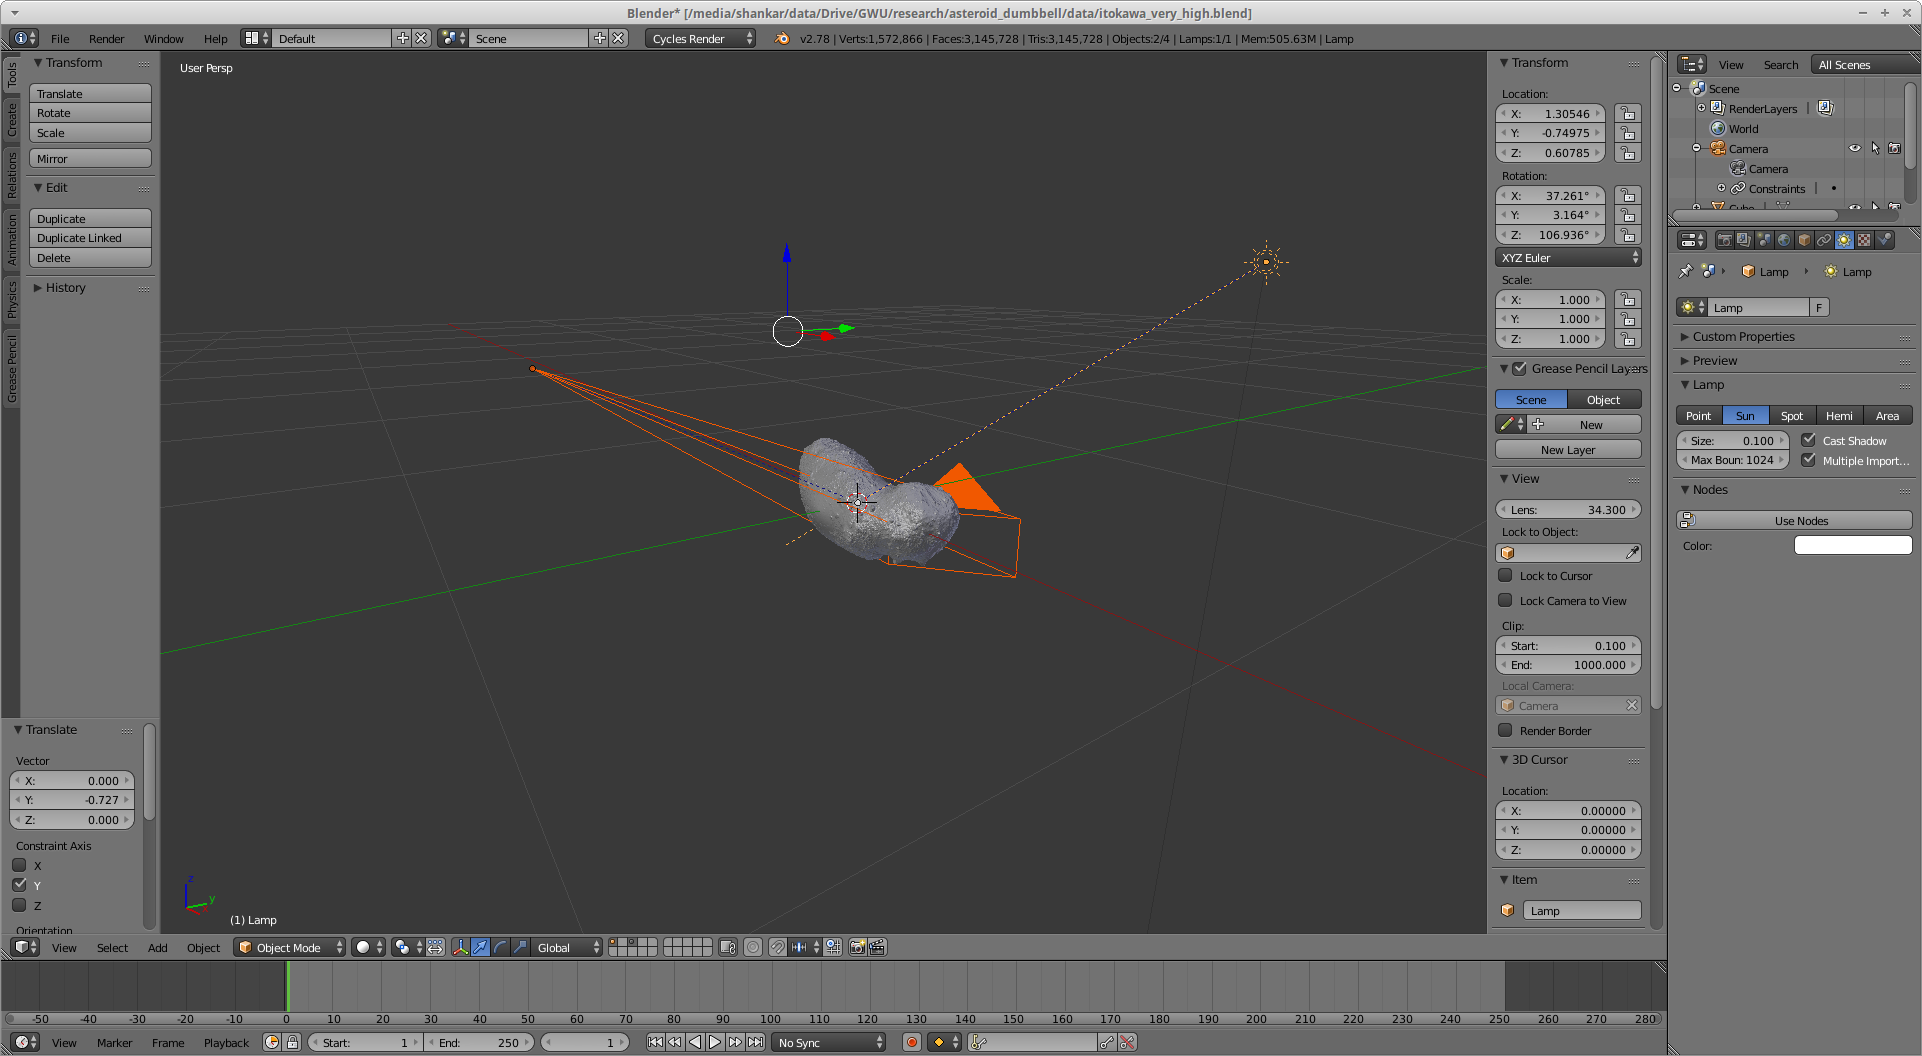 Blender* [/media/shankar/data/Drive/GWU/research/asteroid_dumbbell/data/itokawa_very_high.blend]
File Render Window Help Default Scene Cycles Render v2.78 | Verts:1,572,866 | Faces:3,145,728 | Tris:3,145,728 | Objects:2/4 | Lamps:1/1 | Mem:505.63M | Lamp
Tools
Create
Relations
Animation
Physics
Grease Pencil
Transform
Translate
Rotate
Scale
Mirror
Edit
Duplicate
Duplicate Linked
Delete
History
Translate
Vector
X: 0.000
Y: -0.727
Z: 0.000
Constraint Axis
X
Y
Z
Orientation
User Persp
z
y
(1) Lamp
Transform
Location:
X: 1.30546
Y: -0.74975
Z: 0.60785
Rotation:
X: 37.261°
Y: 3.164°
Z: 106.936°
XYZ Euler
Scale:
X: 1.000
Y: 1.000
Z: 1.000
Grease Pencil Layers
Scene Object
New
New Layer
View
Lens: 34.300
Lock to Object:
Lock to Cursor
Lock Camera to View
Clip:
Start: 0.100
End: 1000.000
Local Camera:
Camera
Render Border
3D Cursor
Location:
X: 0.00000
Y: 0.00000
Z: 0.00000
Item
Lamp
View Search All Scenes
Scene
RenderLayers
World
Camera
Camera
Constraints
Cube
Lamp Lamp
Lamp F
Custom Properties
Preview
Lamp
Point Sun Spot Hemi Area
Size: 0.100 Cast Shadow
Max Boun: 1024 Multiple Import...
Nodes
Use Nodes
Color:
View Select Add Object Object Mode Global
-50 -40 -30 -20 -10 0 10 20 30 40 50 60 70 80 90 100 110 120 130 140 150 160 170 180 190 200 210 220 230 240 250 260 270 280
View Marker Frame Playback Start: 1 End: 250 1 No Sync